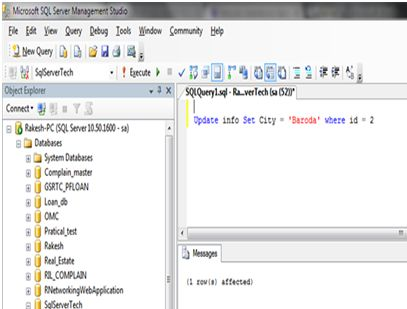 Microsoft SQL Server Management Studio
File Edit View Query Debug Tools Window Community Help
New Query
SqlServerTech Execute
Object Explorer
Connect
Rakesh-PC (SQL Server 10.50.1600 - sa)
Databases
System Databases
Complain_master
GSRTC_PFLOAN
Loan_db
OMC
Pratical_test
Rakesh
Real_Estate
RIL_COMPLAIN
RNetworkingWebApplication
SqlServerTech
SQLQuery1.sql - Ra...verTech (sa (52))*
Update info Set City = 'Baroda' where id = 2
Messages
(1 row(s) affected)